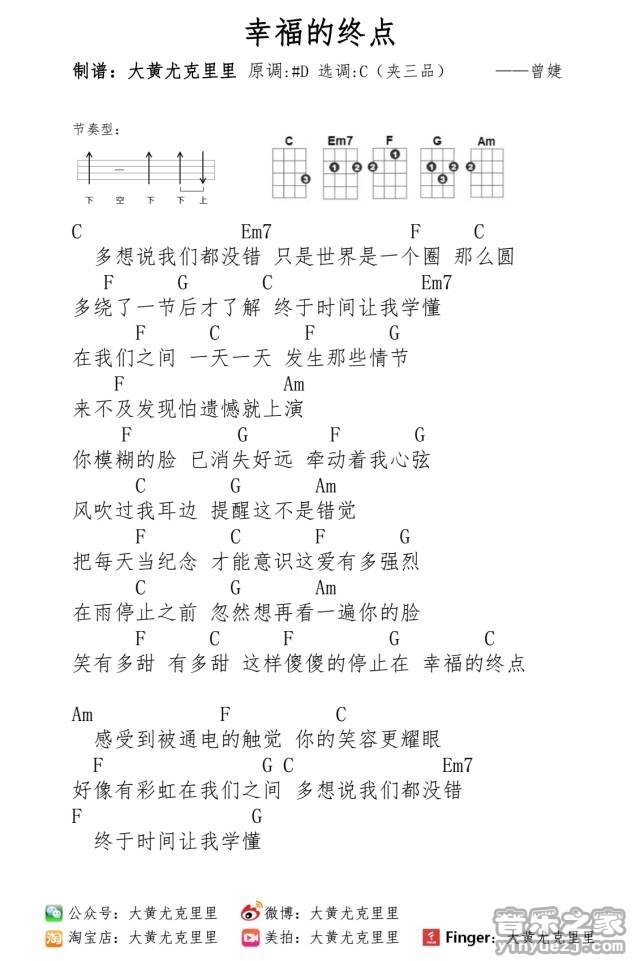 幸福的终点
制谱：大黄尤克里里 原调:#D 选调:C（夹三品） ——曾婕
节奏型：
C Em7 F G Am
3 1 2 2 1 1 2 3 2
下 空 下 下 上
C Em7 F C
多想说我们都没错 只是世界是一个圈 那么圆
F G C Em7
多绕了一节后才了解 终于时间让我学懂
F C F G
在我们之间 一天一天 发生那些情节
F Am
来不及发现怕遗憾就上演
F G F G
你模糊的脸 已消失好远 牵动着我心弦
C G Am
风吹过我耳边 提醒这不是错觉
F C F G
把每天当纪念 才能意识这爱有多强烈
C G Am
在雨停止之前 忽然想再看一遍你的脸
F C F G C
笑有多甜 有多甜 这样傻傻的停止在 幸福的终点
Am F C
感受到被通电的触觉 你的笑容更耀眼
F G C Em7
好像有彩虹在我们之间 多想说我们都没错
F G
终于时间让我学懂
公众号：大黄尤克里里 微博：大黄尤克里里
淘 淘宝店：大黄尤克里里 美拍：大黄尤克里里 Finger：大黄尤克里里
音乐之家
yinyuezj.com